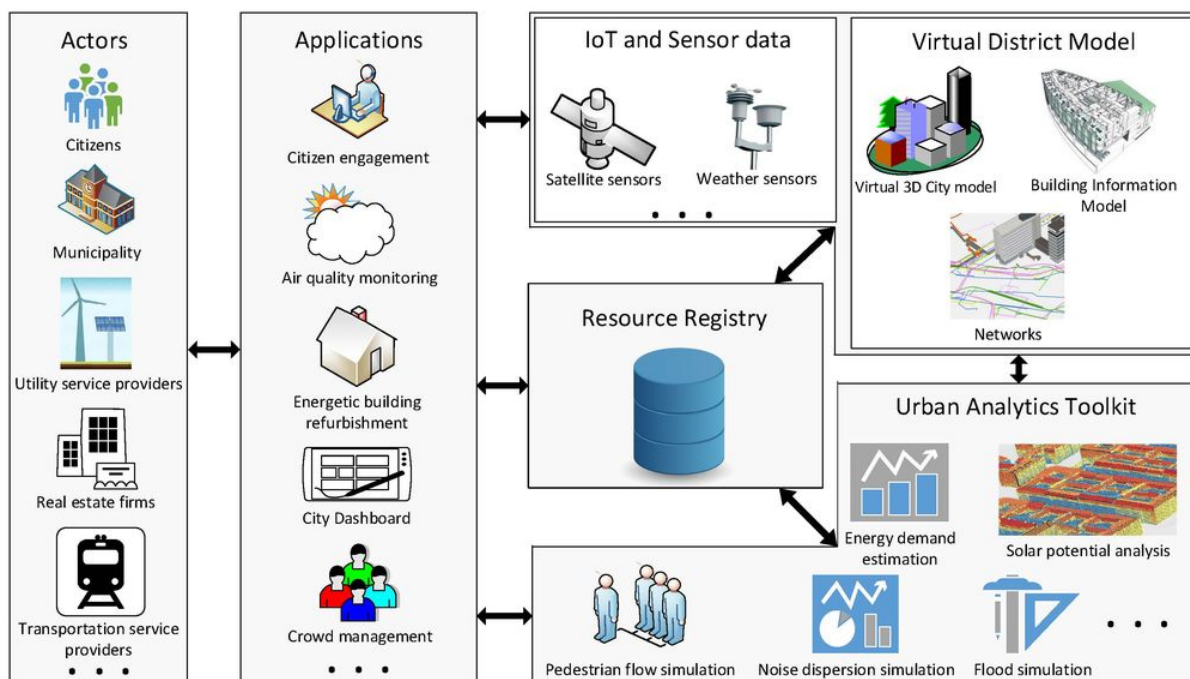 Actors
Citizens
Municipality
Utility service providers
Real estate firms
Transportation service
providers
• • •
Applications
Citizen engagement
Air quality monitoring
Energetic building
refurbishment
City Dashboard
Crowd management
• • •
IoT and Sensor data
Satellite sensors
Weather sensors
• • •
Resource Registry
Virtual District Model
Virtual 3D City model
Building Information
Model
Networks
Urban Analytics Toolkit
Energy demand
estimation
Solar potential analysis
Pedestrian flow simulation
Noise dispersion simulation
Flood simulation
• • •